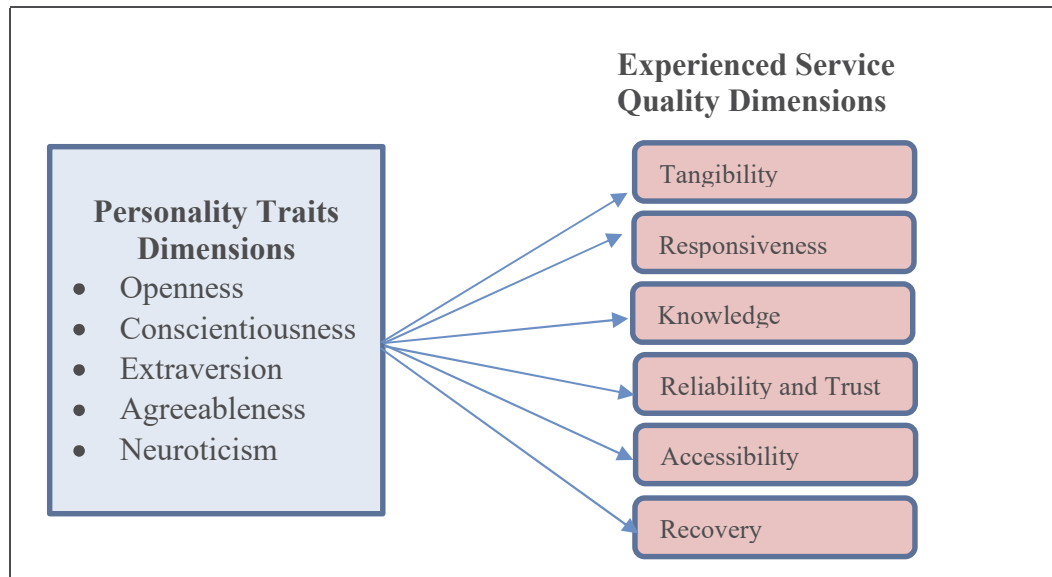 Personality Traits
Dimensions
• Openness
• Conscientiousness
• Extraversion
• Agreeableness
• Neuroticism
Experienced Service
Quality Dimensions
Tangibility
Responsiveness
Knowledge
Reliability and Trust
Accessibility
Recovery